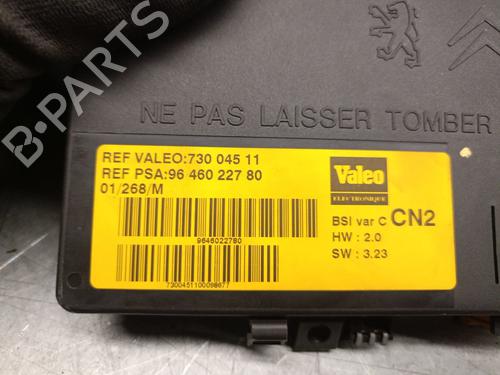 B-PARTS
NE PAS LAISSER TOMBER
REF VALEO:730 045 11
REF PSA:96 460 227 80
01/268/M
9646022780
7300451100098677
Valeo
ELECTRONIQUE
BSI var C CN2
HW : 2.0
SW : 3.23